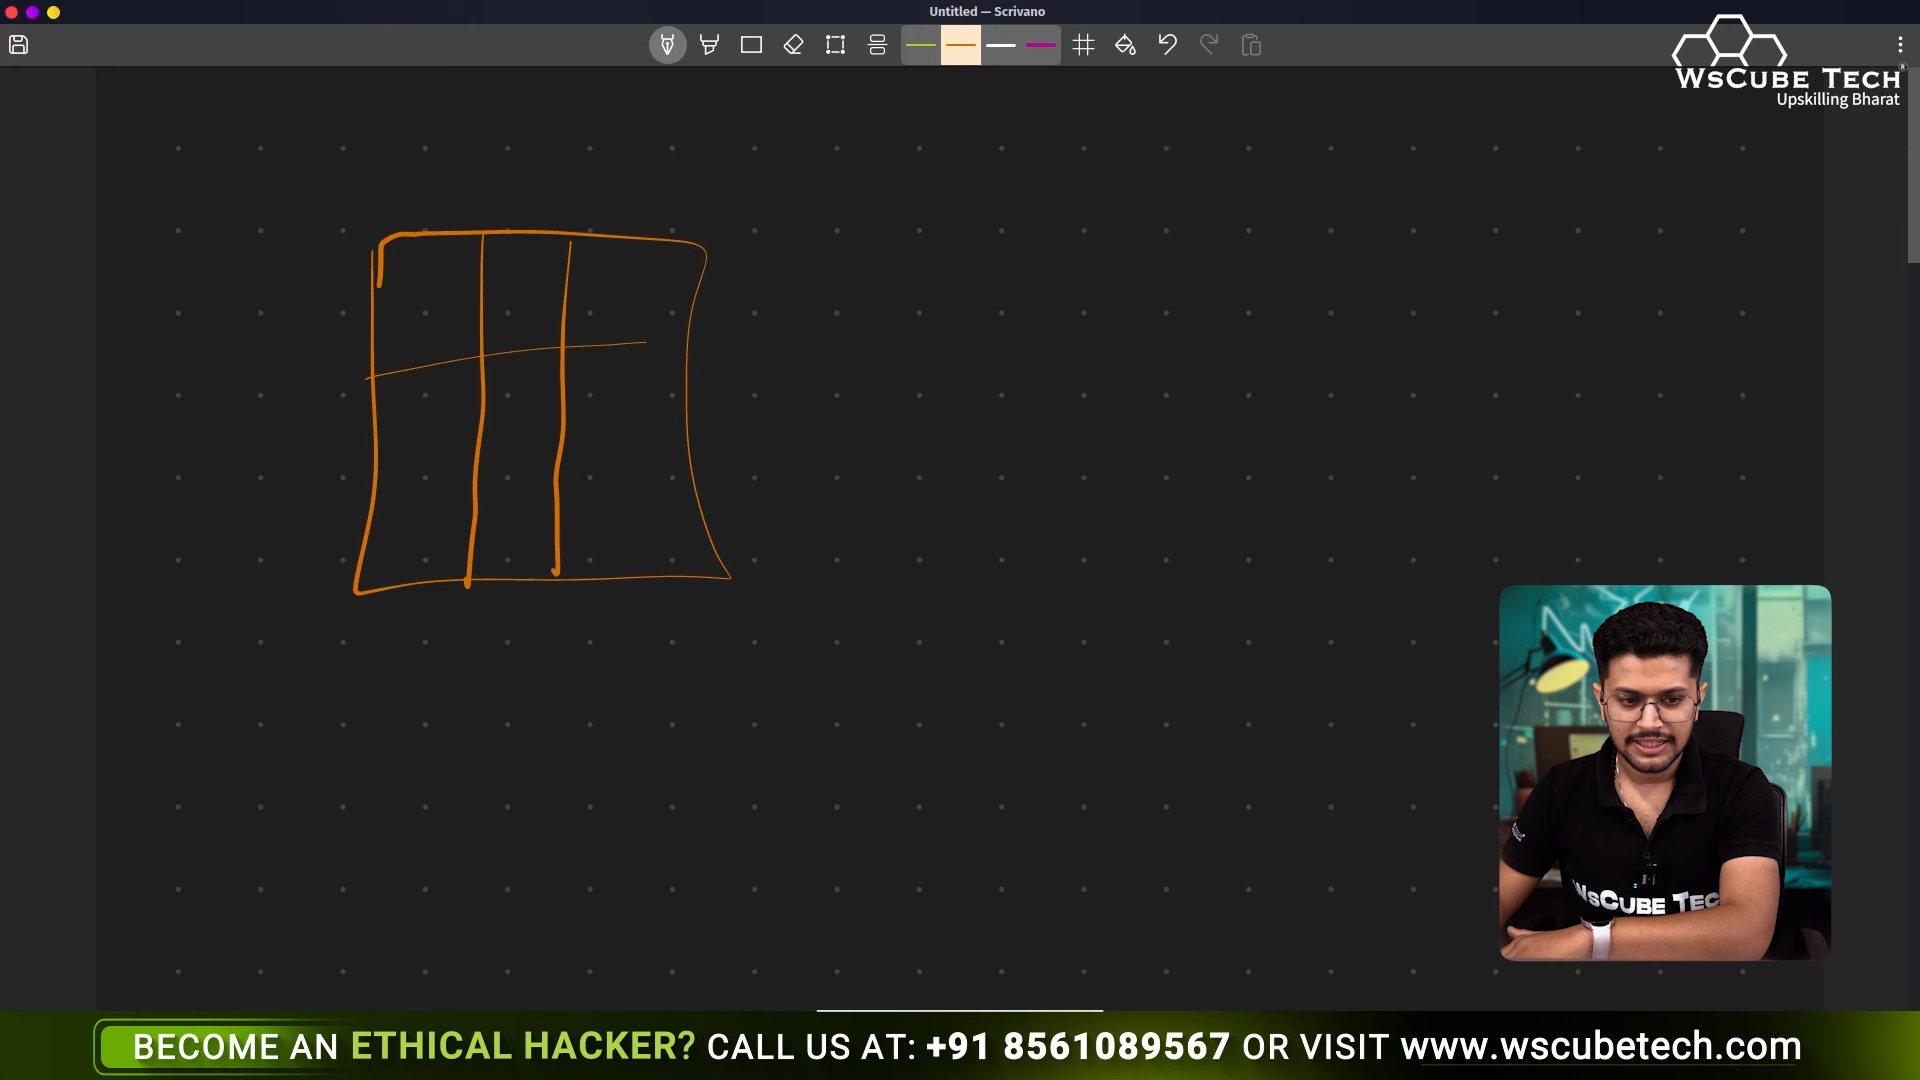 Untitled — Scrivano
WsCube Tech®
Upskilling Bharat
WsCube Tec
BECOME AN ETHICAL HACKER? CALL US AT: +91 8561089567 OR VISIT www.wscubetech.com